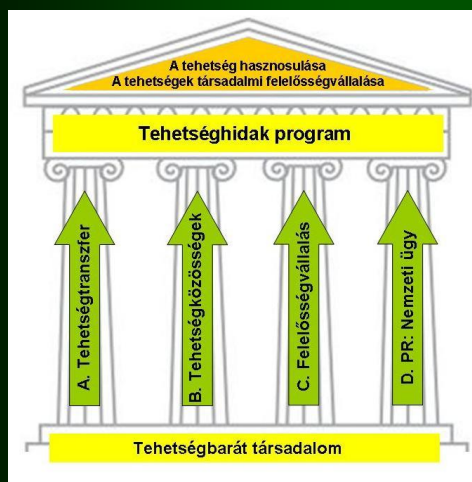 A tehetség hasznosulása
A tehetségek társadalmi felelősségvállalása
Tehetséghidak program
A. Tehetségtranszfer
B. Tehetségközösségek
C. Felelősségvállalás
D. PR: Nemzeti ügy
Tehetségbarát társadalom